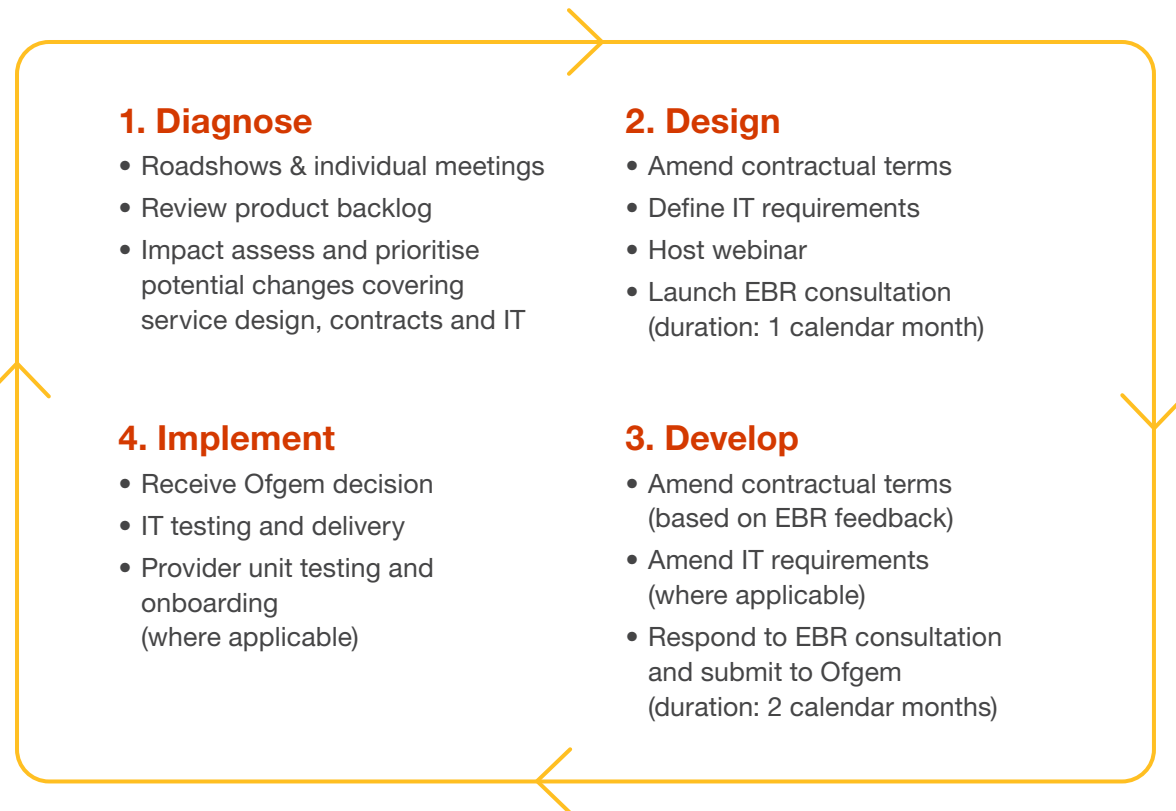 1. Diagnose
• Roadshows & individual meetings
• Review product backlog
• Impact assess and prioritise
potential changes covering
service design, contracts and IT
2. Design
• Amend contractual terms
• Define IT requirements
• Host webinar
• Launch EBR consultation
(duration: 1 calendar month)
3. Develop
• Amend contractual terms
(based on EBR feedback)
• Amend IT requirements
(where applicable)
• Respond to EBR consultation
and submit to Ofgem
(duration: 2 calendar months)
4. Implement
• Receive Ofgem decision
• IT testing and delivery
• Provider unit testing and
onboarding
(where applicable)